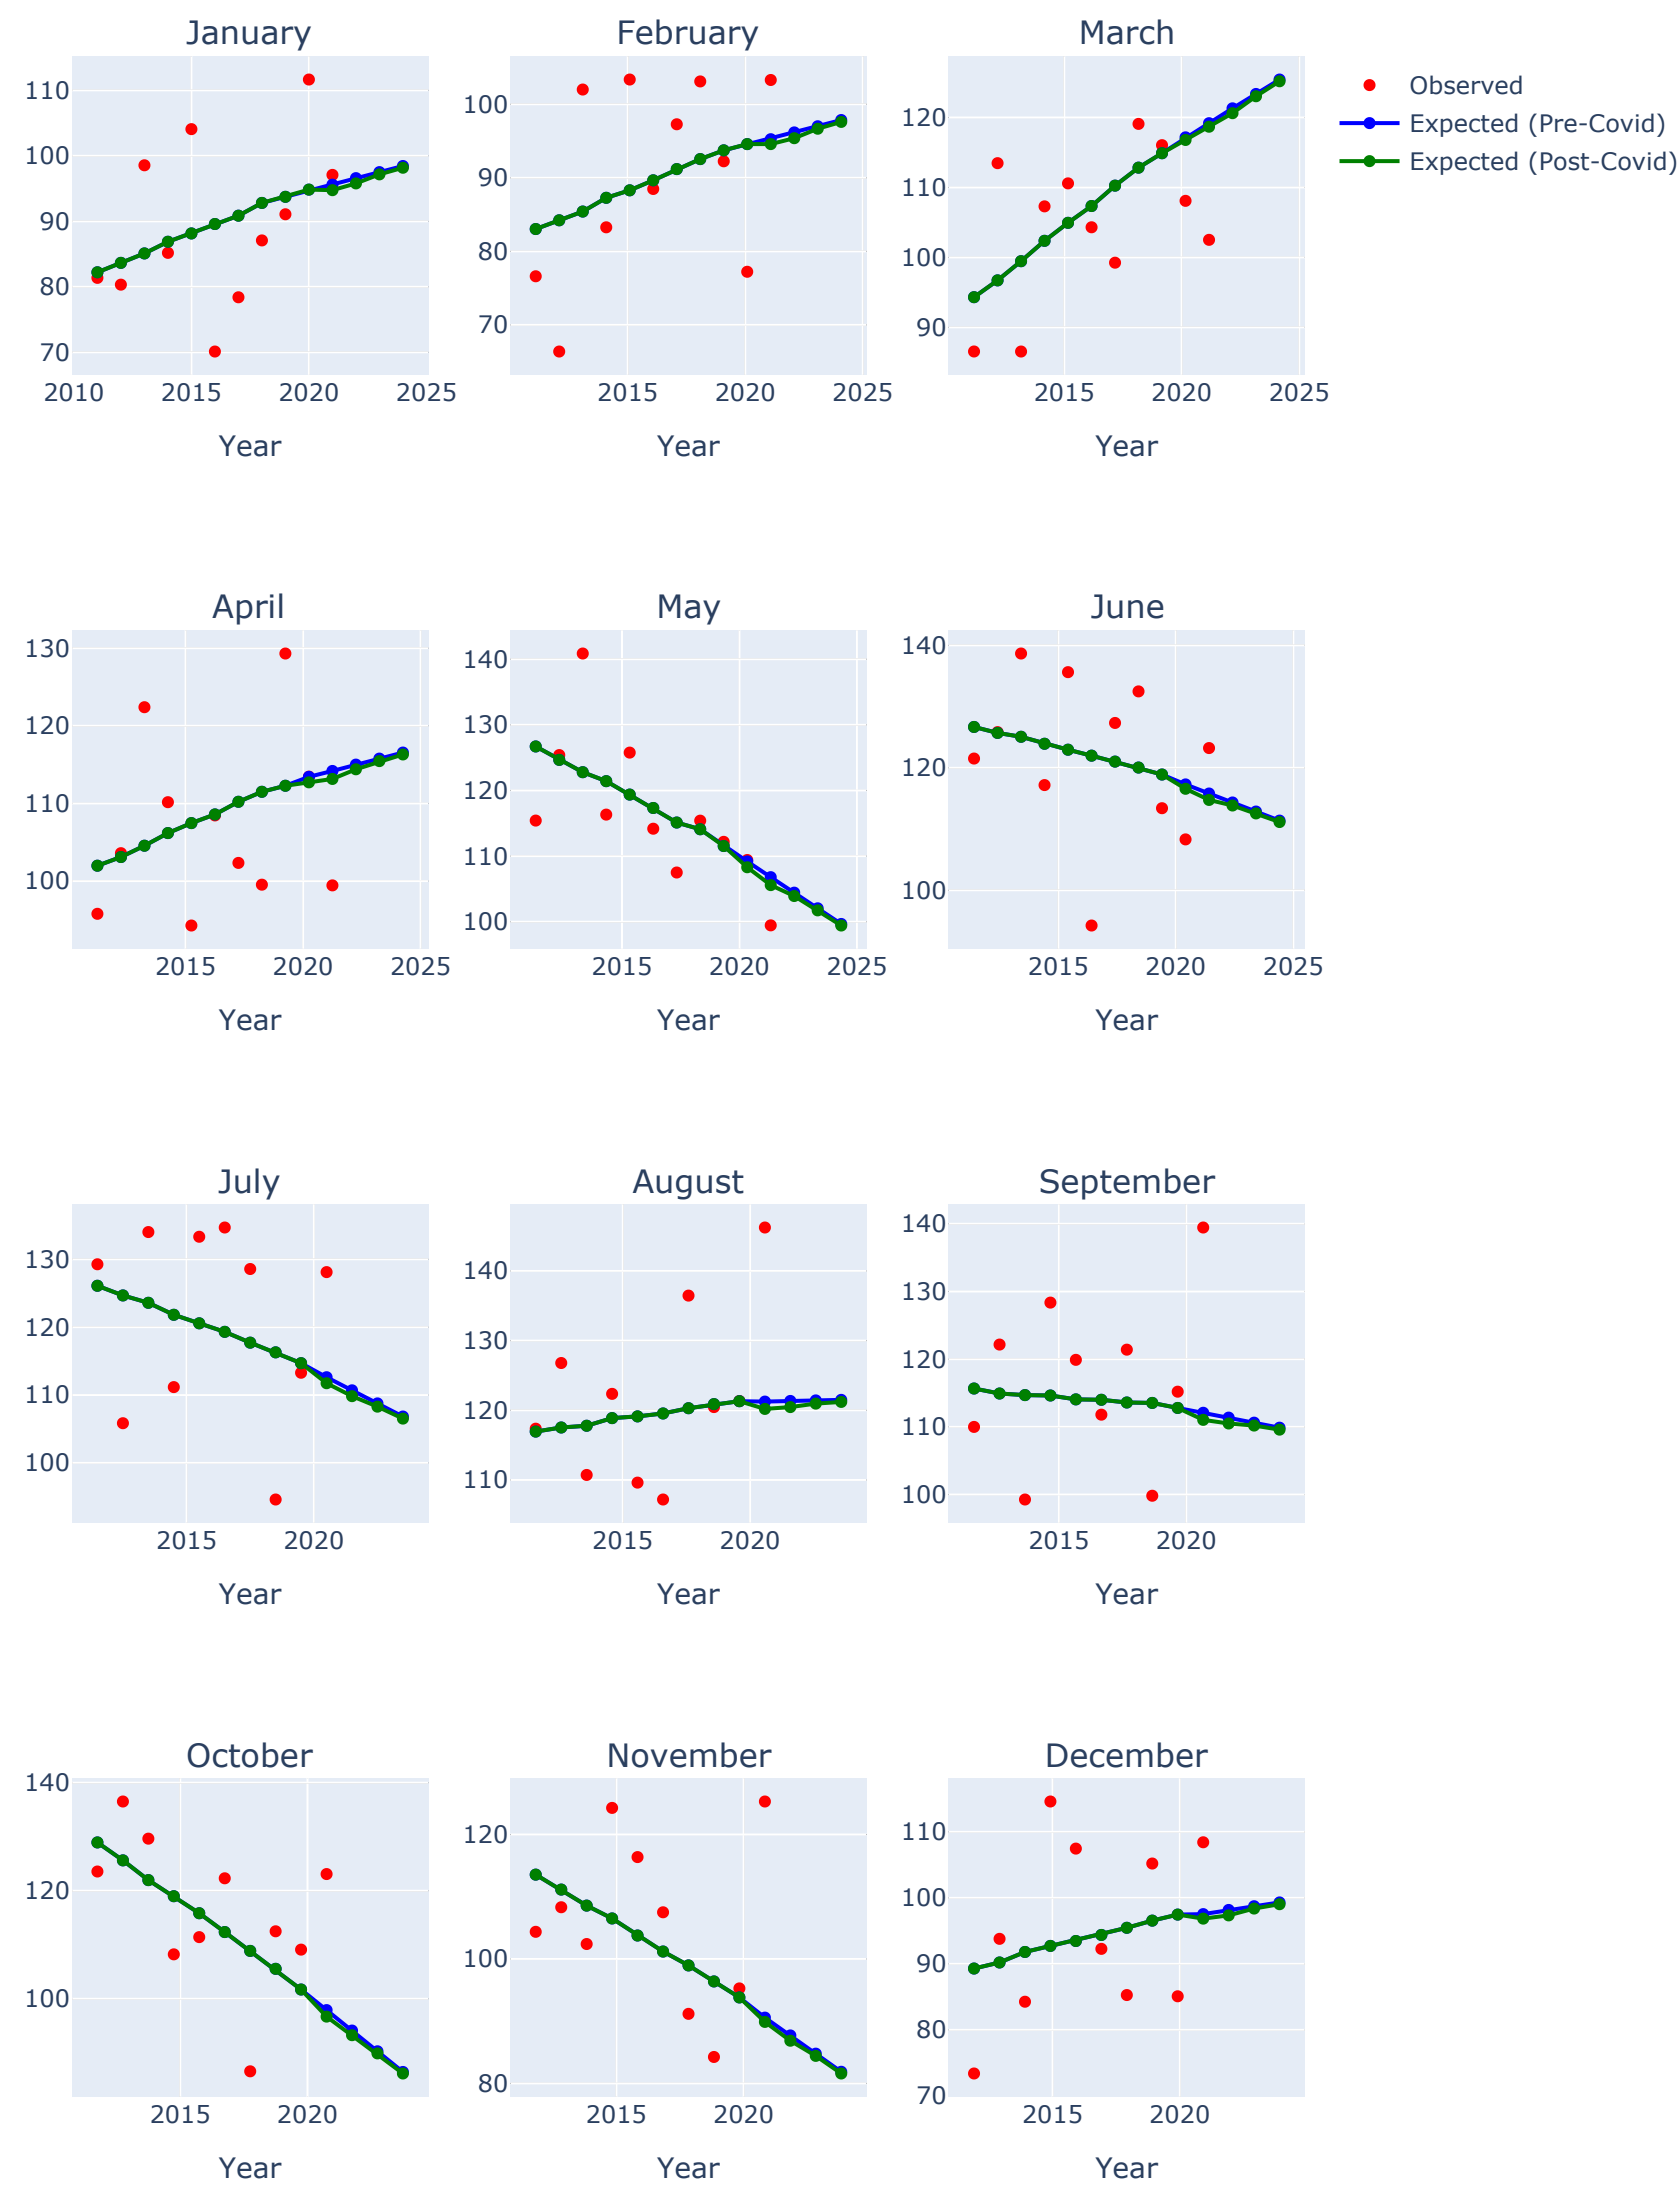 January
February
March
110
100
90
80
70
2010
2015
2020
2025
Year
100
90
80
70
2015
2020
2025
Year
120
110
100
90
2015
2020
2025
Year
Observed
Expected (Pre-Covid)
Expected (Post-Covid)
April
May
June
130
120
110
100
2015
2020
2025
Year
140
130
120
110
100
2015
2020
2025
Year
140
120
100
2015
2020
2025
Year
July
August
September
130
120
110
100
2015
2020
Year
140
130
120
110
2015
2020
Year
140
130
120
110
100
2015
2020
Year
October
November
December
140
120
100
2015
2020
Year
120
100
80
2015
2020
Year
110
100
90
80
70
2015
2020
Year